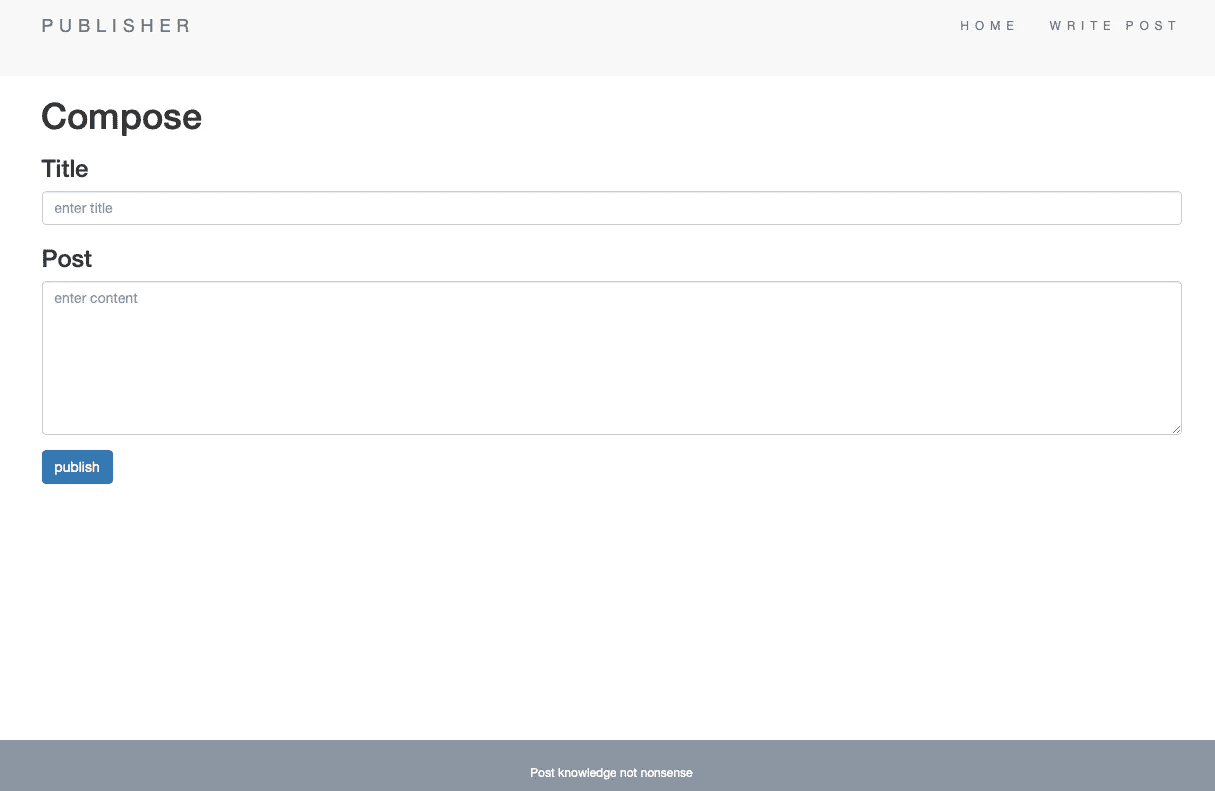 PUBLISHER
HOME WRITE POST
Compose
Title
enter title
Post
enter content
publish
Post knowledge not nonsense